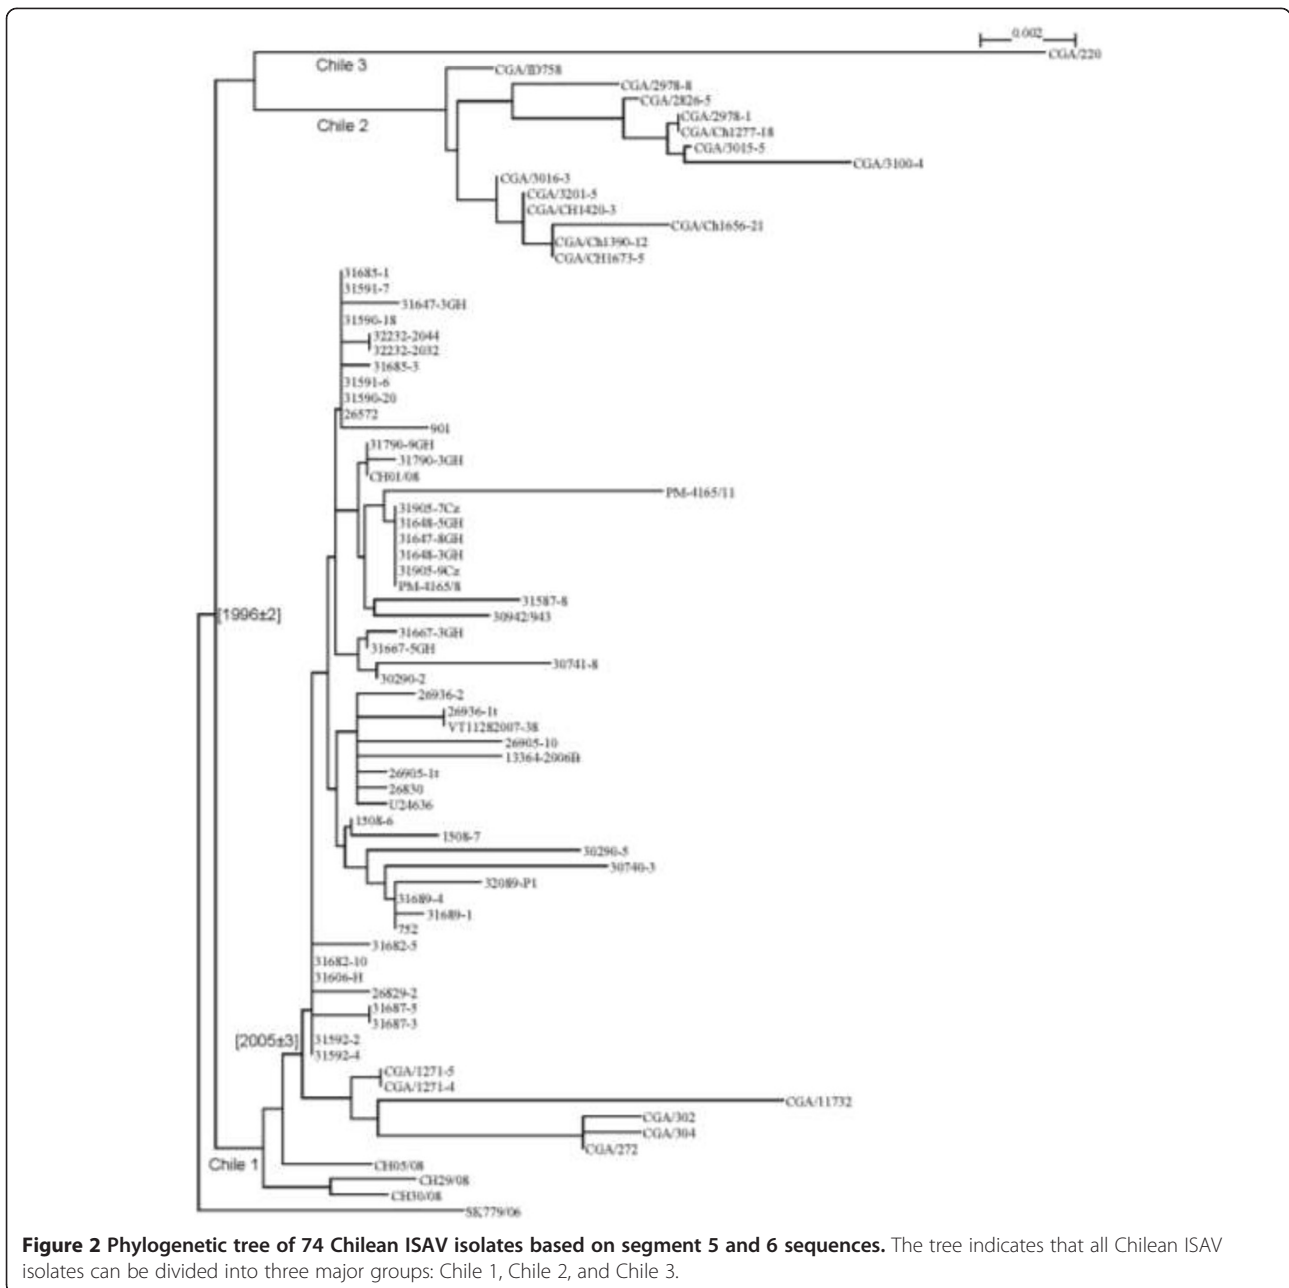 0.002
CGA/220
Chile 3
CGA/ID758
CGA/2978-8
CGA/2826-5
Chile 2
CGA/2978-1
CGA/Ch1277-18
CGA/3015-5
CGA/3100-4
CGA/3016-3
CGA/3201-5
CGA/CH1420-3
CGA/Ch1656-21
CGA/Ch1390-12
CGA/CH1673-5
31685-1
31591-7
31647-3GH
31590-18
32232-2044
32232-2032
31685-3
31591-6
31590-20
26572
901
31790-9GH
31790-3GH
CH01/08
PM-4165/11
31905-7Cz
31648-5GH
31647-8GH
31648-3GH
31905-9Cz
PM-4165/8
31587-8
[1996±2]
30942/943
31667-3GH
31667-5GH
30741-8
30290-2
26936-2
26936-1t
VT11282007-38
26905-10
13364-2006B
26905-1t
26830
U24636
1508-6
1508-7
30290-5
30740-3
32089-P1
31689-4
31689-1
752
31682-5
31682-10
31606-H
26829-2
31687-5
31687-3
[2005±3]
31592-2
31592-4
CGA/1271-5
CGA/1271-4
CGA/11732
CGA/302
CGA/304
CGA/272
Chile 1
CH05/08
CH29/08
CH30/08
SK779/06
Figure 2 Phylogenetic tree of 74 Chilean ISAV isolates based on segment 5 and 6 sequences. The tree indicates that all Chilean ISAV
isolates can be divided into three major groups: Chile 1, Chile 2, and Chile 3.